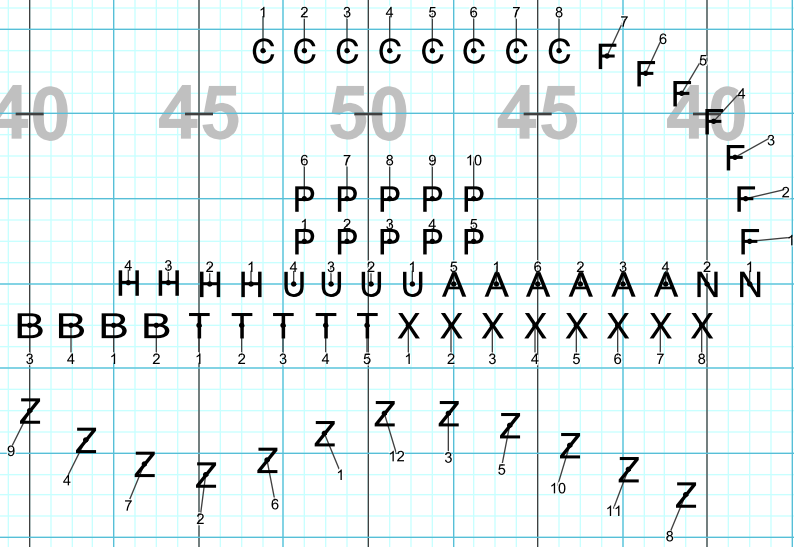 1 2 3 4 5 6 7 8
C C C C C C C C F 7
F 6
F 5
40 45 50 45 40
F 4
F 3
6 7 8 9 10
P P P P P F 2
1 2 3 4 5
P P P P P F 1
4 3 2 1 4 3 2 1 5 1 6 2 3 4 2 1
H H H H U U U U A A A A A A N N
B B B B T T T T T X X X X X X X X
3 4 1 2 1 2 3 4 5 1 2 3 4 5 6 7 8
Z Z Z Z Z Z Z Z Z Z Z Z
9 4 7 2 6 1 12 3 5 10 11 8